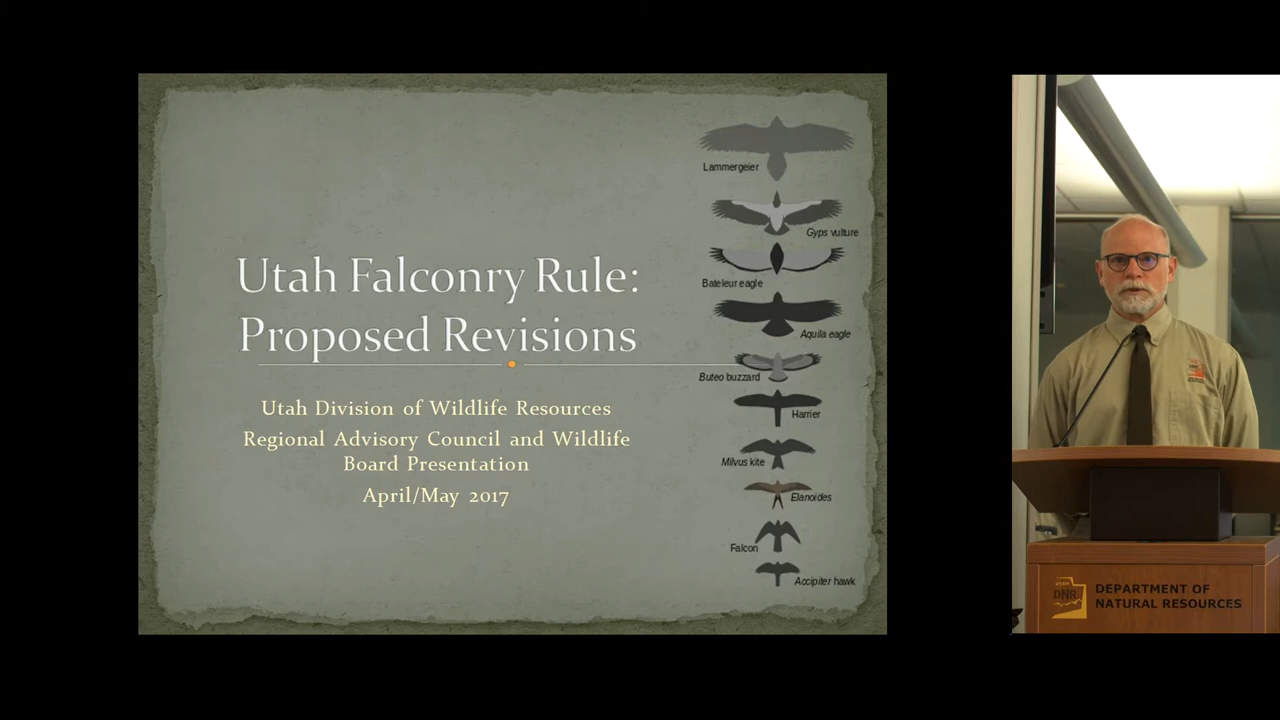 Utah Falconry Rule:
Proposed Revisions
Utah Division of Wildlife Resources
Regional Advisory Council and Wildlife
Board Presentation
April/May 2017
Lammergeier
Gyps vulture
Bateleur eagle
Aquila eagle
Buteo buzzard
Harrier
Milvus kite
Elanoides
Falcon
Accipiter hawk
UTAH
DNR
DEPARTMENT OF
NATURAL RESOURCES